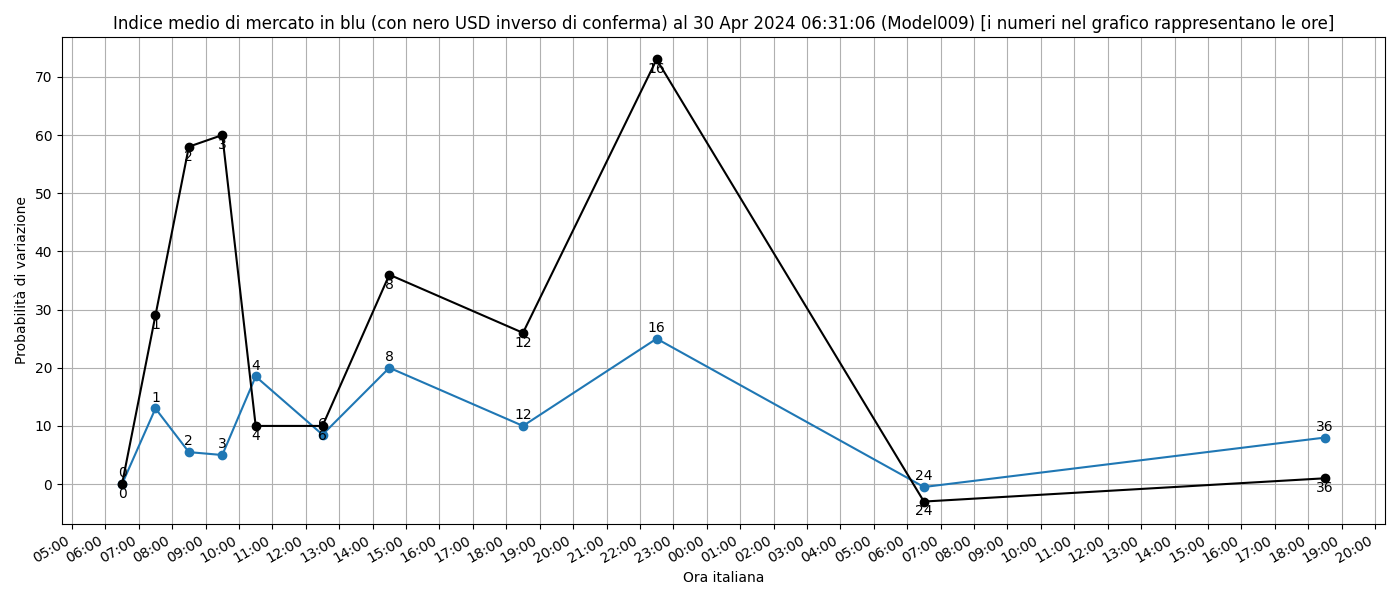 Indice medio di mercato in blu (con nero USD inverso di conferma) al 30 Apr 2024 06:31:06 (Model009) [i numeri nel grafico rappresentano le ore]
Probabilità di variazione
70
60
50
40
30
20
10
0
0 1 2 3 4 6 8 12 16 24 36
0 1 2 3 4 6 8 12 16 24 36
05:00 06:00 07:00 08:00 09:00 10:00 11:00 12:00 13:00 14:00 15:00 16:00 17:00 18:00 19:00 20:00 21:00 22:00 23:00 00:00 01:00 02:00 03:00 04:00 05:00 06:00 07:00 08:00 09:00 10:00 11:00 12:00 13:00 14:00 15:00 16:00 17:00 18:00 19:00 20:00
Ora italiana